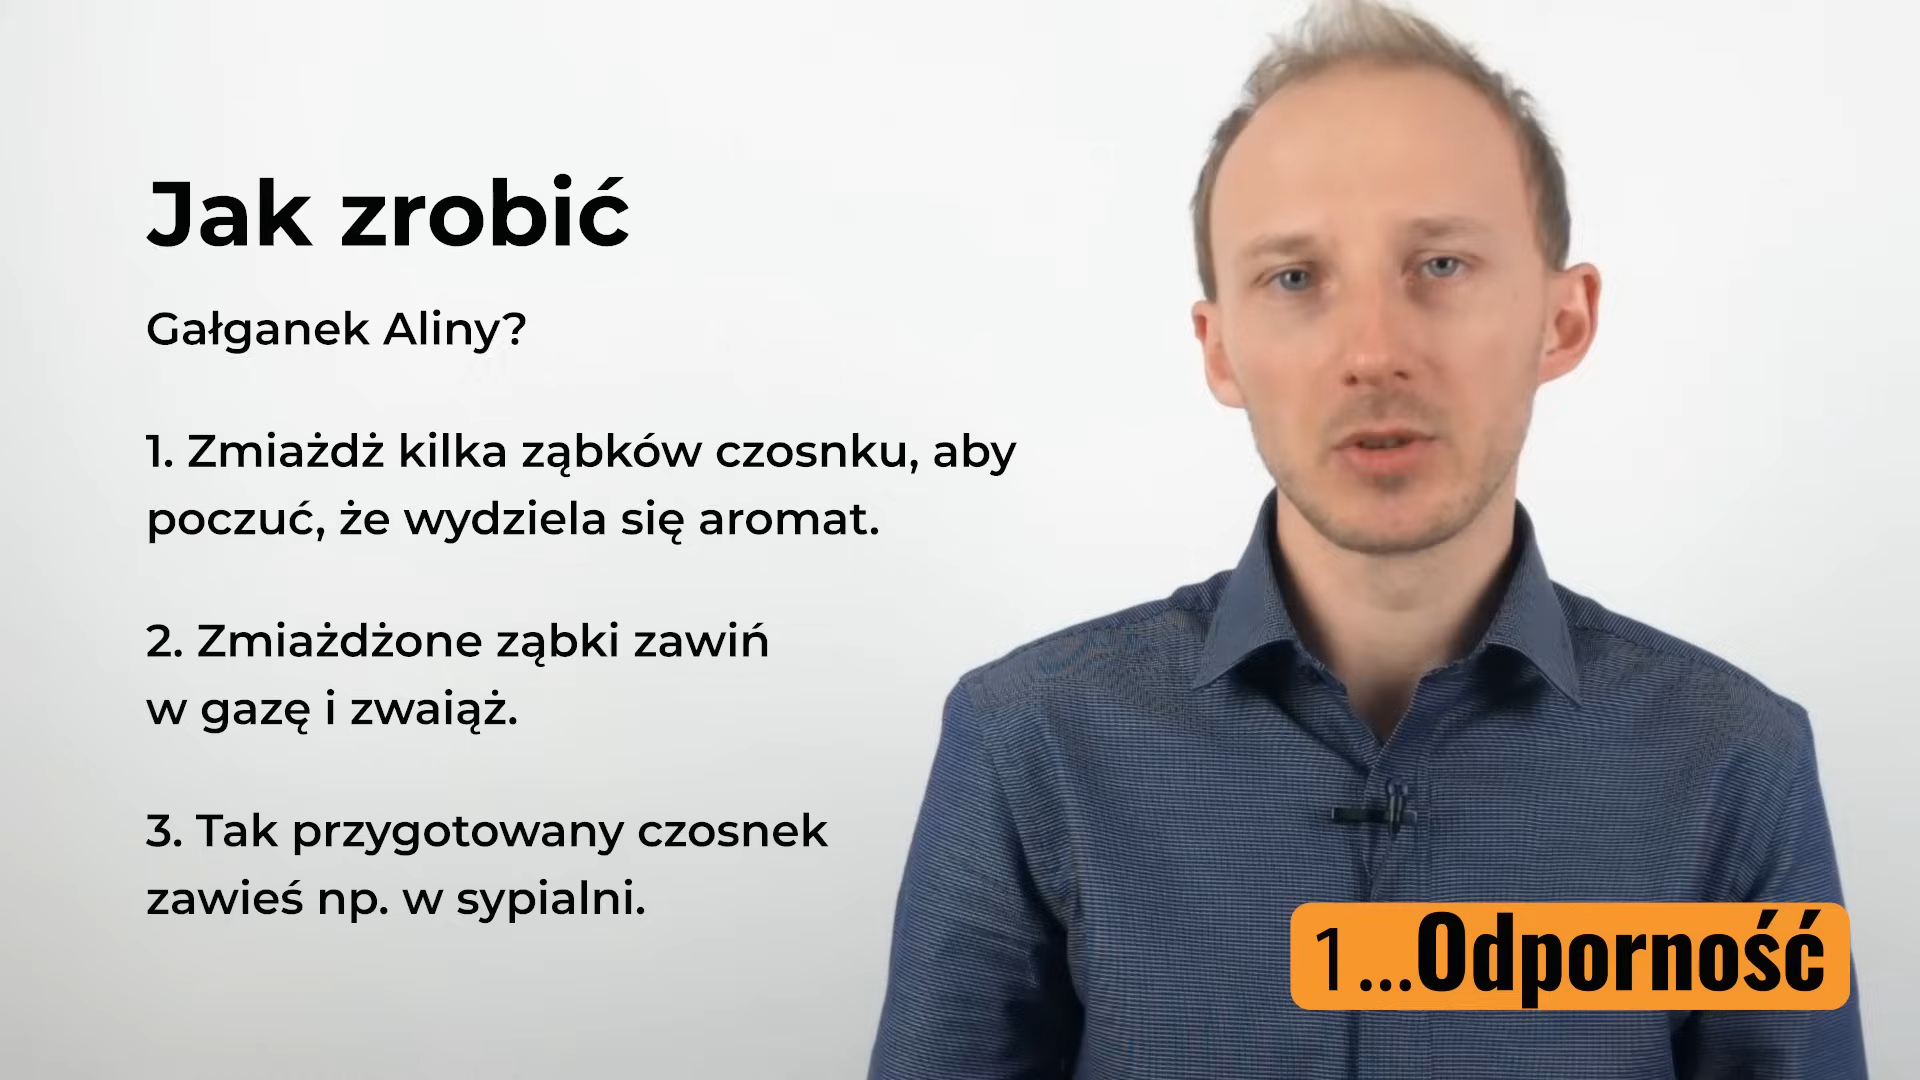 Jak zrobić
Gałganek Aliny?
1. Zmiażdż kilka ząbków czosnku, aby
poczuć, że wydziela się aromat.
2. Zmiażdżone ząbki zawiń
w gazę i zwaiąż.
3. Tak przygotowany czosnek
zawieś np. w sypialni.
1...Odporność